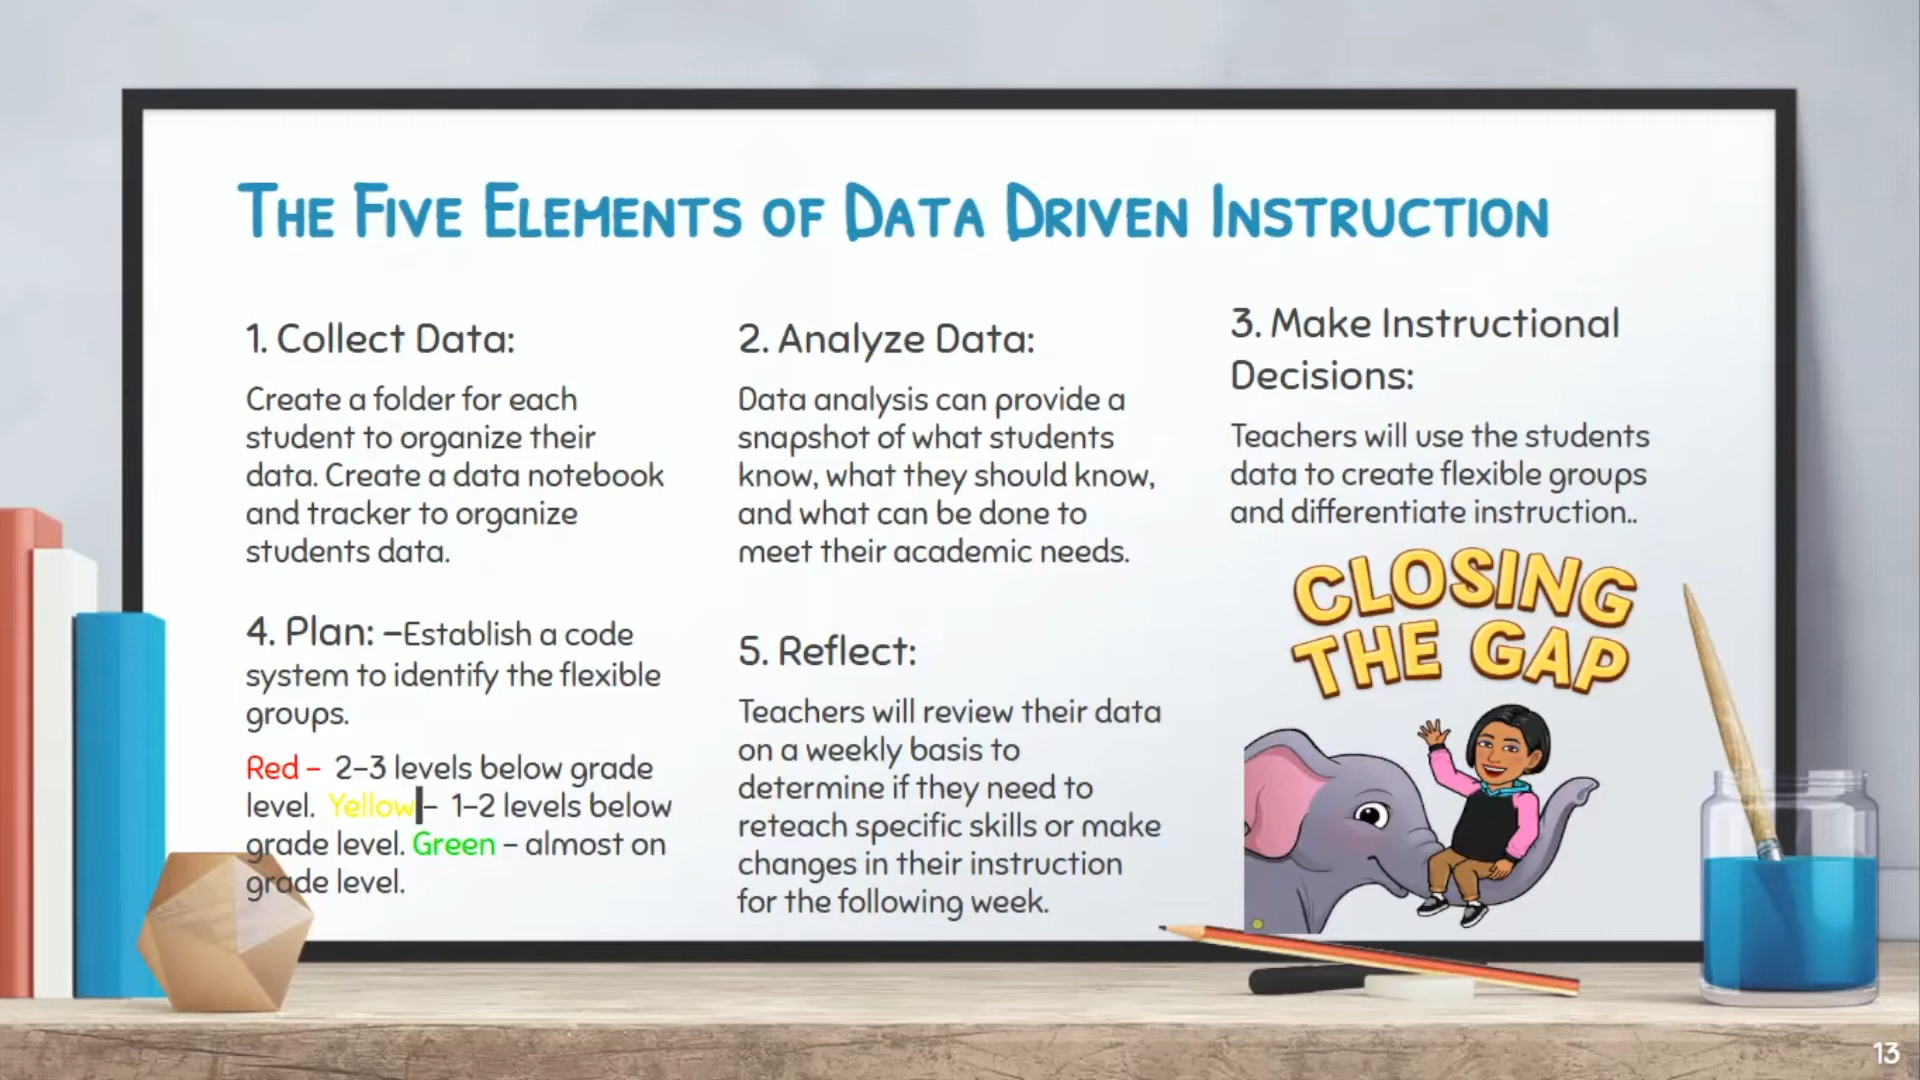 The Five Elements of Data Driven Instruction
1. Collect Data:
Create a folder for each
student to organize their
data. Create a data notebook
and tracker to organize
students data.
2. Analyze Data:
Data analysis can provide a
snapshot of what students
know, what they should know,
and what can be done to
meet their academic needs.
3. Make Instructional
Decisions:
Teachers will use the students
data to create flexible groups
and differentiate instruction..
CLOSING
THE GAP
4. Plan: -Establish a code
system to identify the flexible
groups.
Red - 2-3 levels below grade
level. Yellow - 1-2 levels below
grade level. Green - almost on
grade level.
5. Reflect:
Teachers will review their data
on a weekly basis to
determine if they need to
reteach specific skills or make
changes in their instruction
for the following week.
13